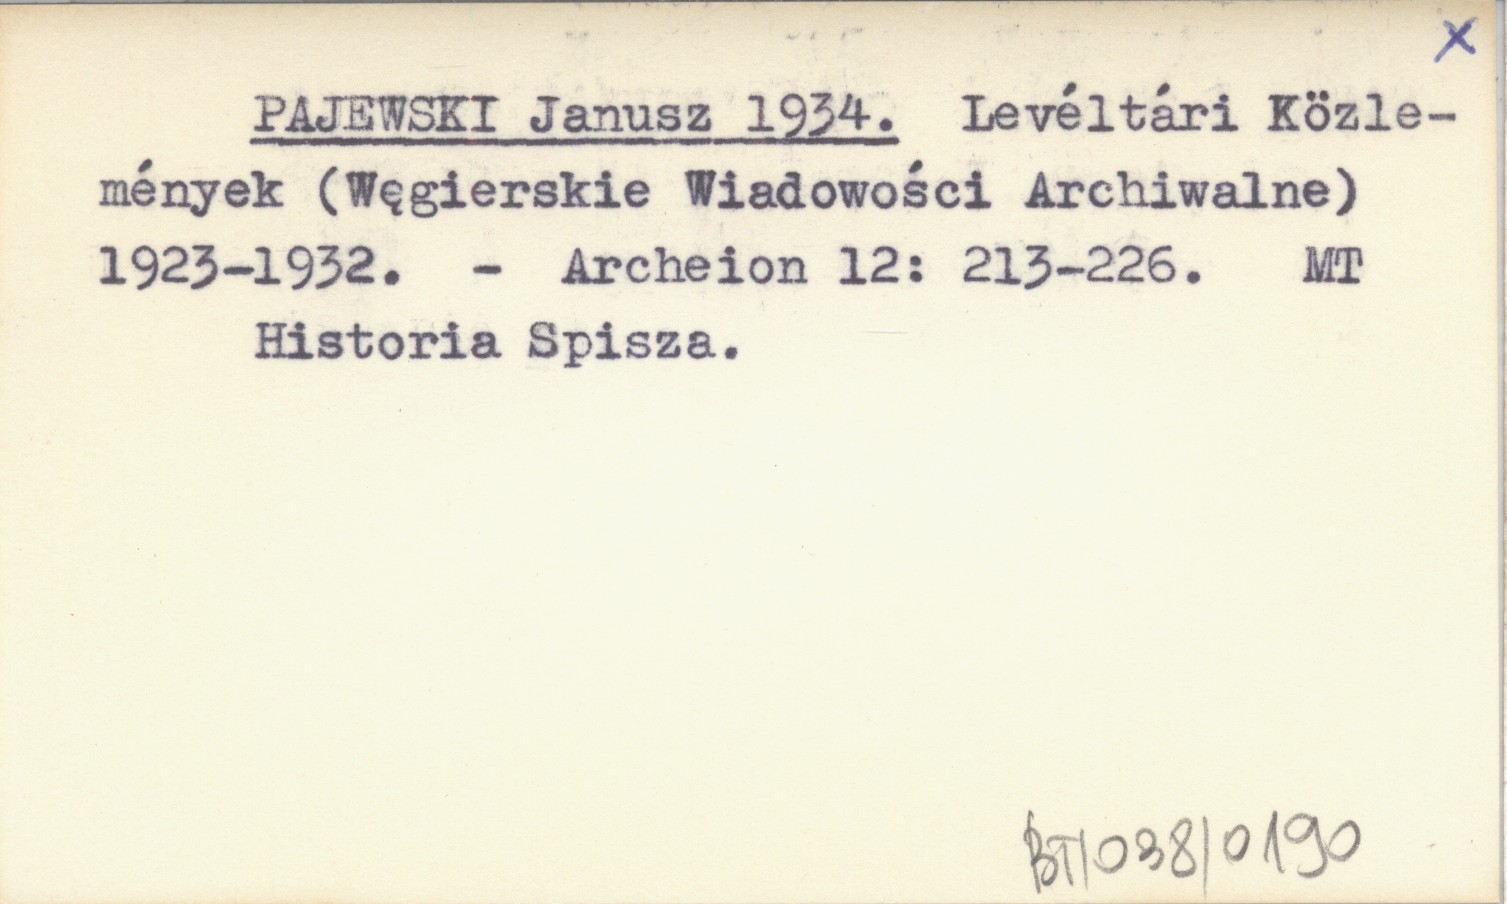 x
PAJEWSKI Janusz 1934. Levéltári Közle-
mények (Węgierskie Wiadowości Archiwalne)
1923-1932. - Archeion 12: 213-226. MT
Historia Spisza.
BT/038/0190